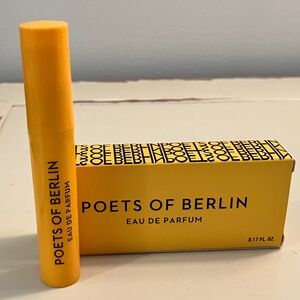 POETS OF BERLIN
EAU DE PARFUM
POETS OF BERLIN
EAU DE PARFUM
0.17 FL. OZ.